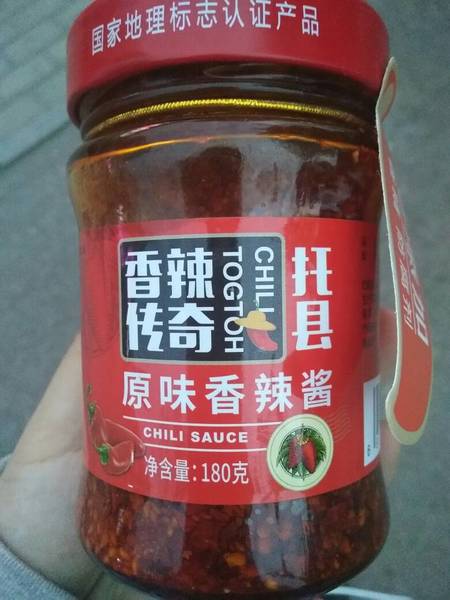 国家地理标志认证产品
香辣
传奇
CHILI
TOGTOH
托县
原味香辣酱
CHILI SAUCE
净含量:180克